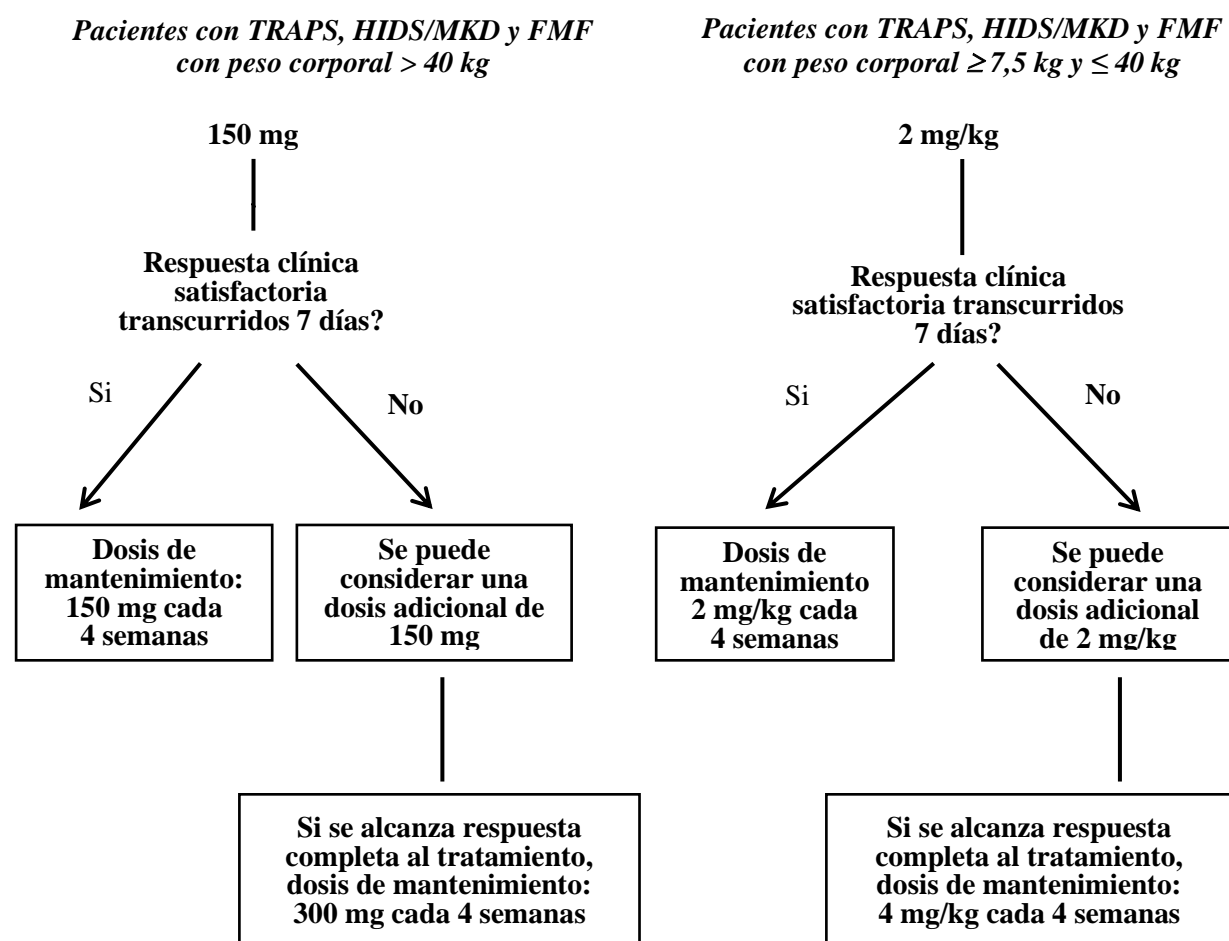 Pacientes con TRAPS, HIDS/MKD y FMF
con peso corporal > 40 kg
150 mg
Respuesta clínica
satisfactoria
transcurridos 7 días?
Si
No
Dosis de
mantenimiento:
150 mg cada
4 semanas
Se puede
considerar una
dosis adicional de
150 mg
Si se alcanza respuesta
completa al tratamiento,
dosis de mantenimiento:
300 mg cada 4 semanas
Pacientes con TRAPS, HIDS/MKD y FMF
con peso corporal ≥ 7,5 kg y ≤ 40 kg
2 mg/kg
Respuesta clínica
satisfactoria transcurridos
7 días?
Si
No
Dosis de
mantenimiento
2 mg/kg cada
4 semanas
Se puede
considerar una
dosis adicional
de 2 mg/kg
Si se alcanza respuesta
completa al tratamiento,
dosis de mantenimiento:
4 mg/kg cada 4 semanas